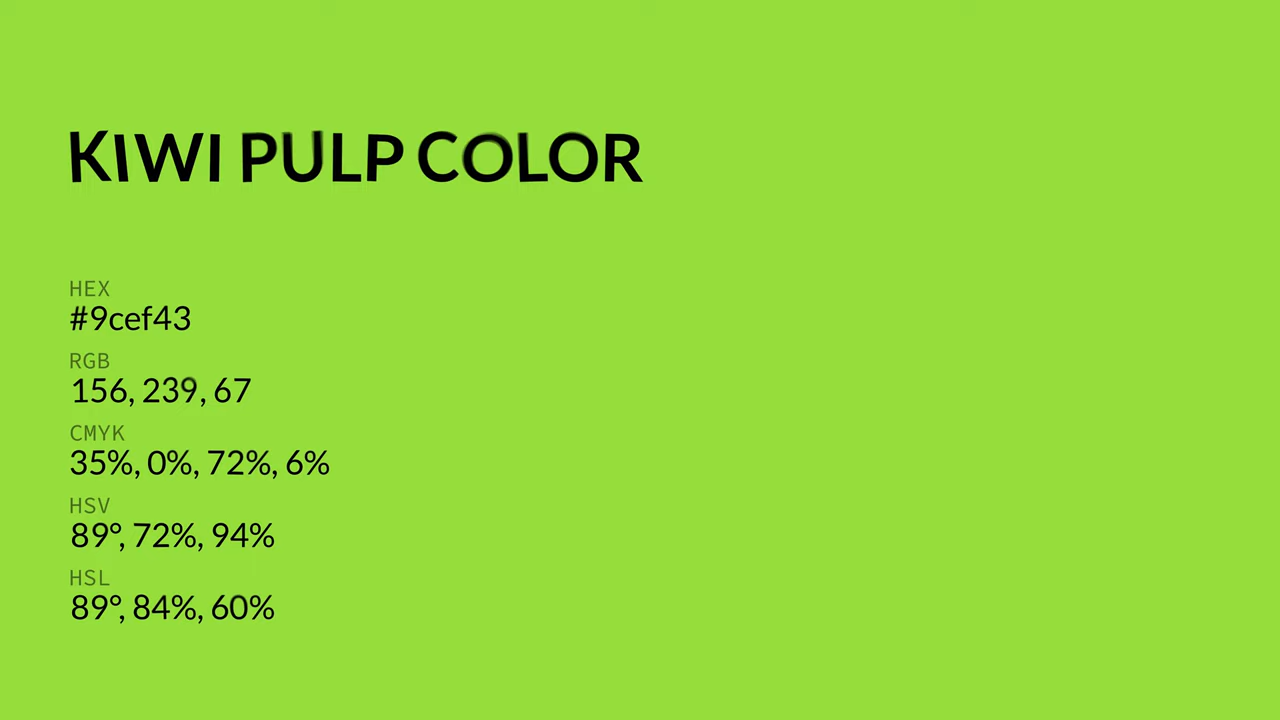 KIWI PULP COLOR
HEX
#9cef43
RGB
156, 239, 67
CMYK
35%, 0%, 72%, 6%
HSV
89°, 72%, 94%
HSL
89°, 84%, 60%